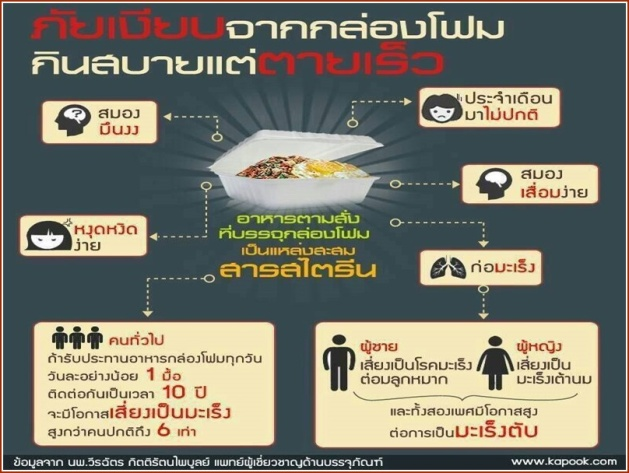 ภัยเงียบจากกล่องโฟม
กินสบายแต่ตายเร็ว
สมอง
มึนงง
ประจำเดือน
มาไม่ปกติ
สมอง
เสื่อมง่าย
หงุดหงิด
ง่าย
อาหารตามสั่ง
ที่บรรจุกล่องโฟม
เป็นแหล่งสะสม
สารสไตรีน
ก่อมะเร็ง
คนทั่วไป
ถ้ารับประทานอาหารกล่องโฟมทุกวัน
วันละอย่างน้อย 1 มื้อ
ติดต่อกันเป็นเวลา 10 ปี
จะมีโอกาสเสี่ยงเป็นมะเร็ง
สูงกว่าคนปกติถึง 6 เท่า
ผู้ชาย
เสี่ยงเป็นโรคมะเร็ง
ต่อมลูกหมาก
ผู้หญิง
เสี่ยงเป็น
มะเร็งเต้านม
และทั้งสองเพศมีโอกาสสูง
ต่อการเป็นมะเร็งตับ
ข้อมูลจาก นพ.วีรฉัตร กิตติรัตนไพบูลย์ แพทย์ผู้เชี่ยวชาญด้านบรรจุภัณฑ์
www.kapook.com